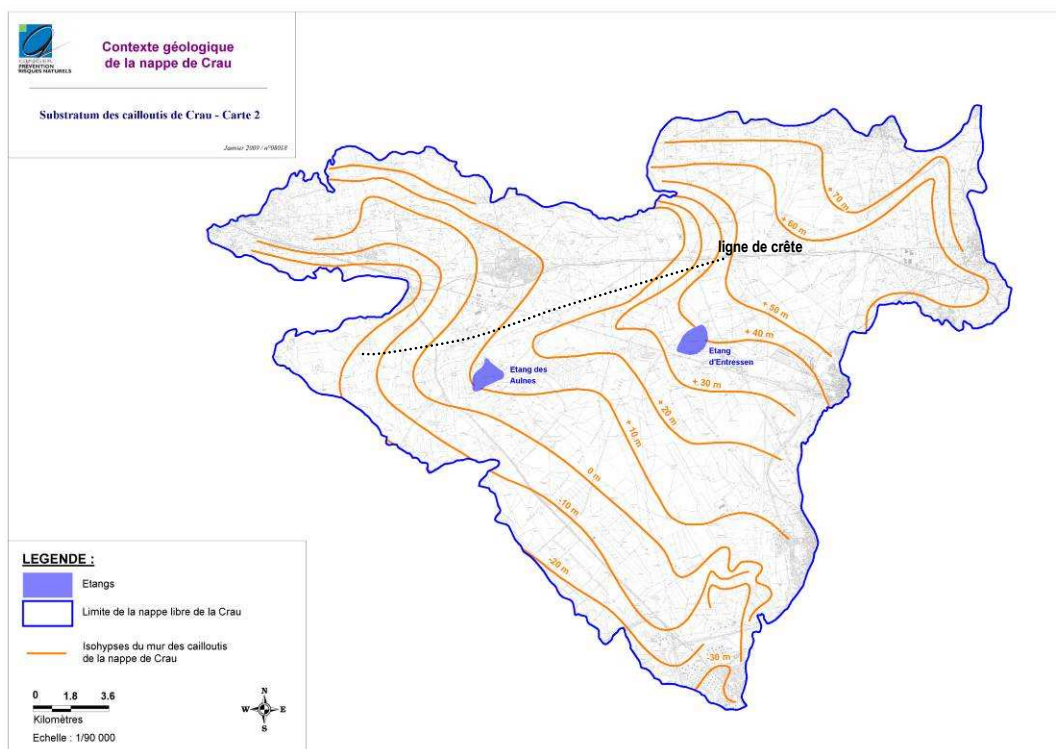 PRÉVENTION
RISQUES NATURELS
Contexte géologique
de la nappe de Crau
Substratum des cailloutis de Crau - Carte 2
Janvier 2009 / n°08018
+ 70 m
+ 60 m
ligne de crête
+ 50 m
+ 40 m
Etang
d'Entressen
Etang des
Aulnes
+ 30 m
+ 20 m
+ 10 m
0 m
-10 m
-20 m
-30 m
LEGENDE :
Etangs
Limite de la nappe libre de la Crau
Isohypses du mur des cailloutis
de la nappe de Crau
0 1.8 3.6
Kilomètres
Echelle : 1/90 000
N
W E
S